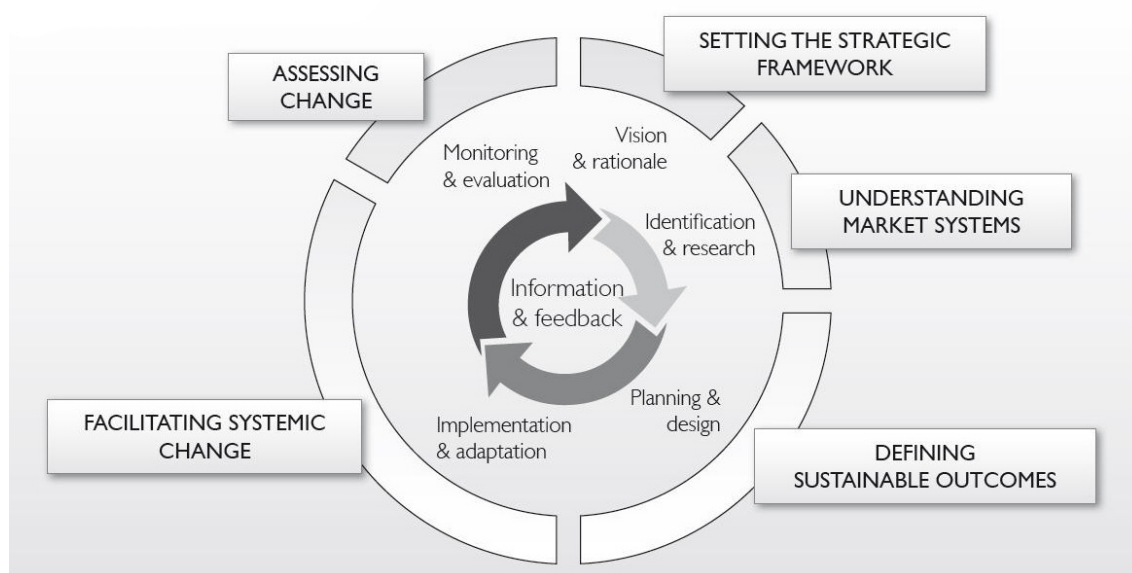 SETTING THE STRATEGIC
FRAMEWORK
ASSESSING
CHANGE
Vision
& rationale
Monitoring
& evaluation
UNDERSTANDING
MARKET SYSTEMS
Identification
& research
Information
& feedback
Planning &
design
Implementation
& adaptation
FACILITATING SYSTEMIC
CHANGE
DEFINING
SUSTAINABLE OUTCOMES